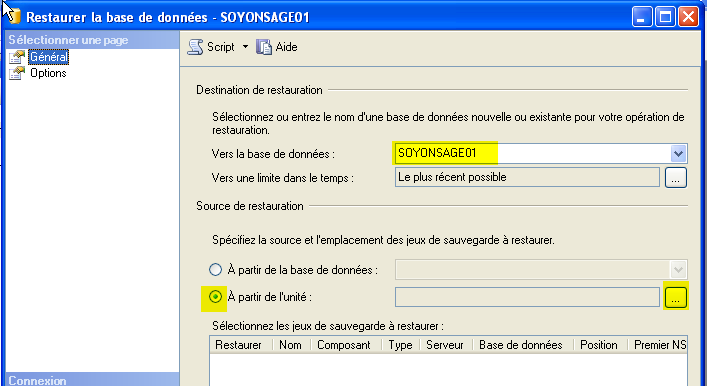 Restaurer la base de données - SOYONSAGE01
Sélectionner une page
Général
Options
Script
Aide
Destination de restauration
Sélectionnez ou entrez le nom d'une base de données nouvelle ou existante pour votre opération de
restauration.
Vers la base de données :
SOYONSAGE01
Vers une limite dans le temps :
Le plus récent possible
...
Source de restauration
Spécifiez la source et l'emplacement des jeux de sauvegarde à restaurer.
À partir de la base de données :
À partir de l'unité :
...
Sélectionnez les jeux de sauvegarde à restaurer :
Restaurer Nom Composant Type Serveur Base de données Position Premier NS
Connexion